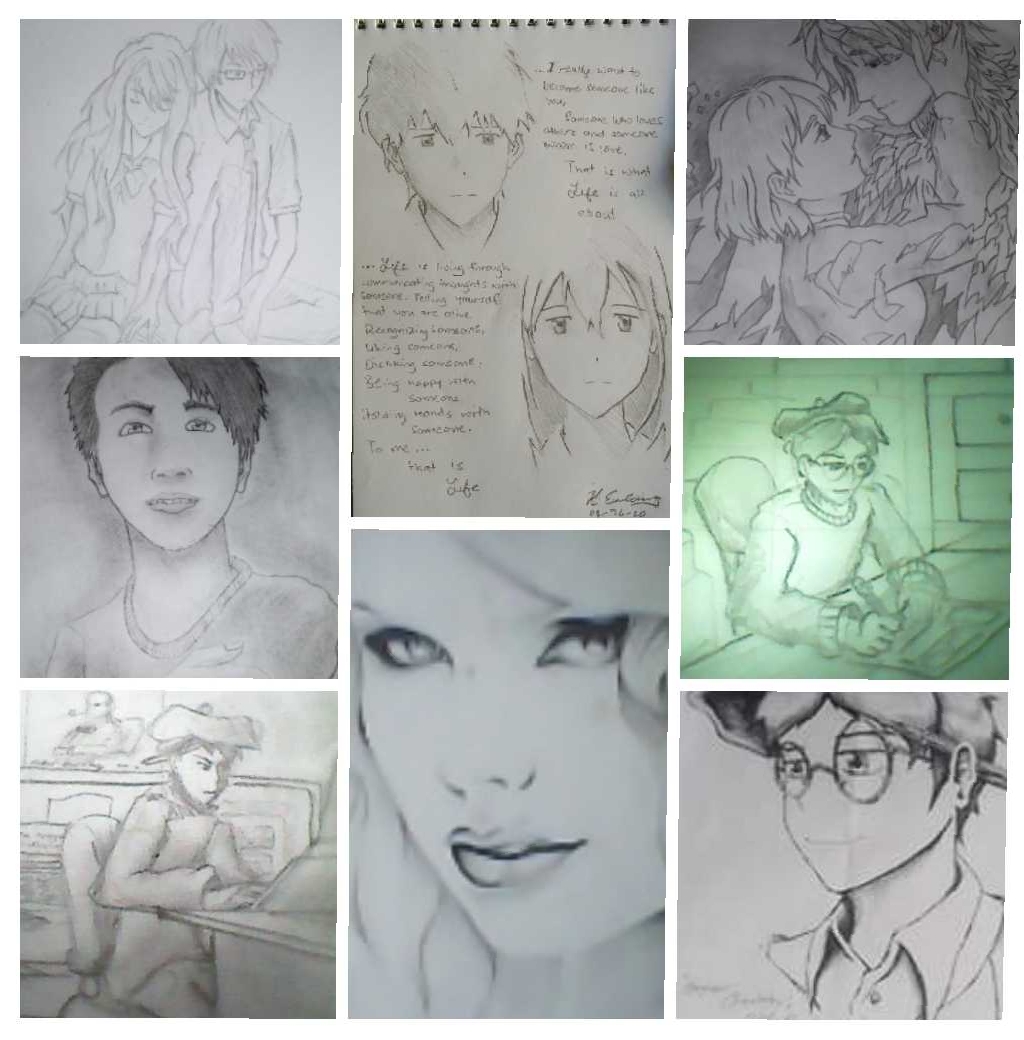 ...I really want to
become someone like
you,
Someone who loves
others and someone
is love.
That is what
Life is all
about
... Life is living through
communicating thoughts with
someone. Telling yourself
that you are alive.
Recognizing someone,
Liking someone,
Disliking someone.
Being happy with
someone
Holding hands with
someone.
To me...
that is
Life